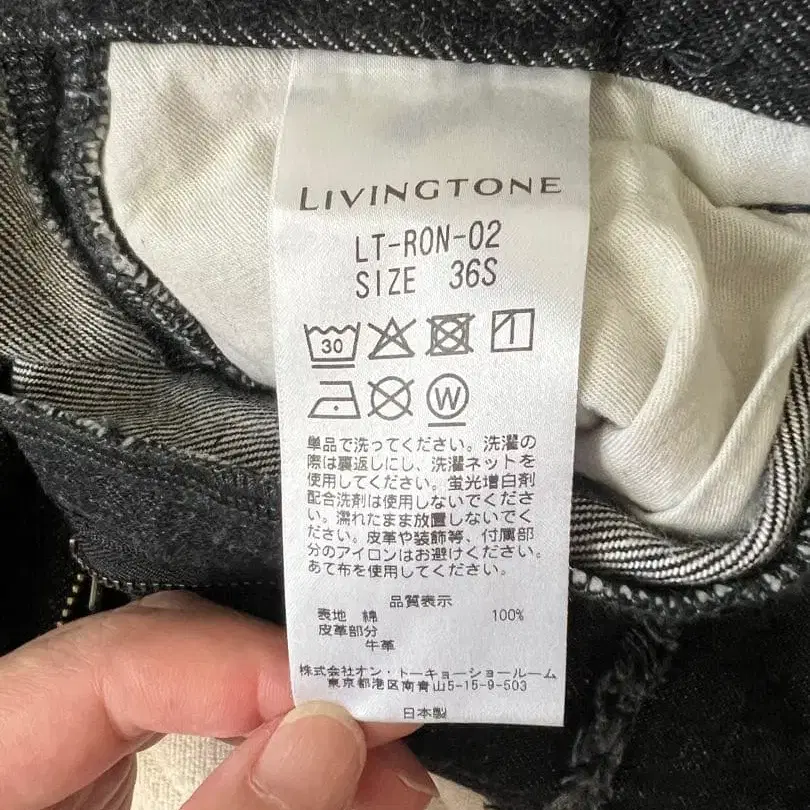 LIVINGTONE
LT-RON-02
SIZE 36S
30
W
単品で洗ってください。洗濯の
際は裏返しにし、洗濯ネットを
使用してください。蛍光増白剤
配合洗剤は使用しないでくださ
い。濡れたまま放置しないでく
ださい。皮革や装飾等、付属部
分のアイロンはお避けください。
あて布を使用してください。
品質表示
表地 綿 100%
皮革部分
牛革
株式会社オン・トーキョーショールーム
東京都港区南青山5-15-9-503
日本製